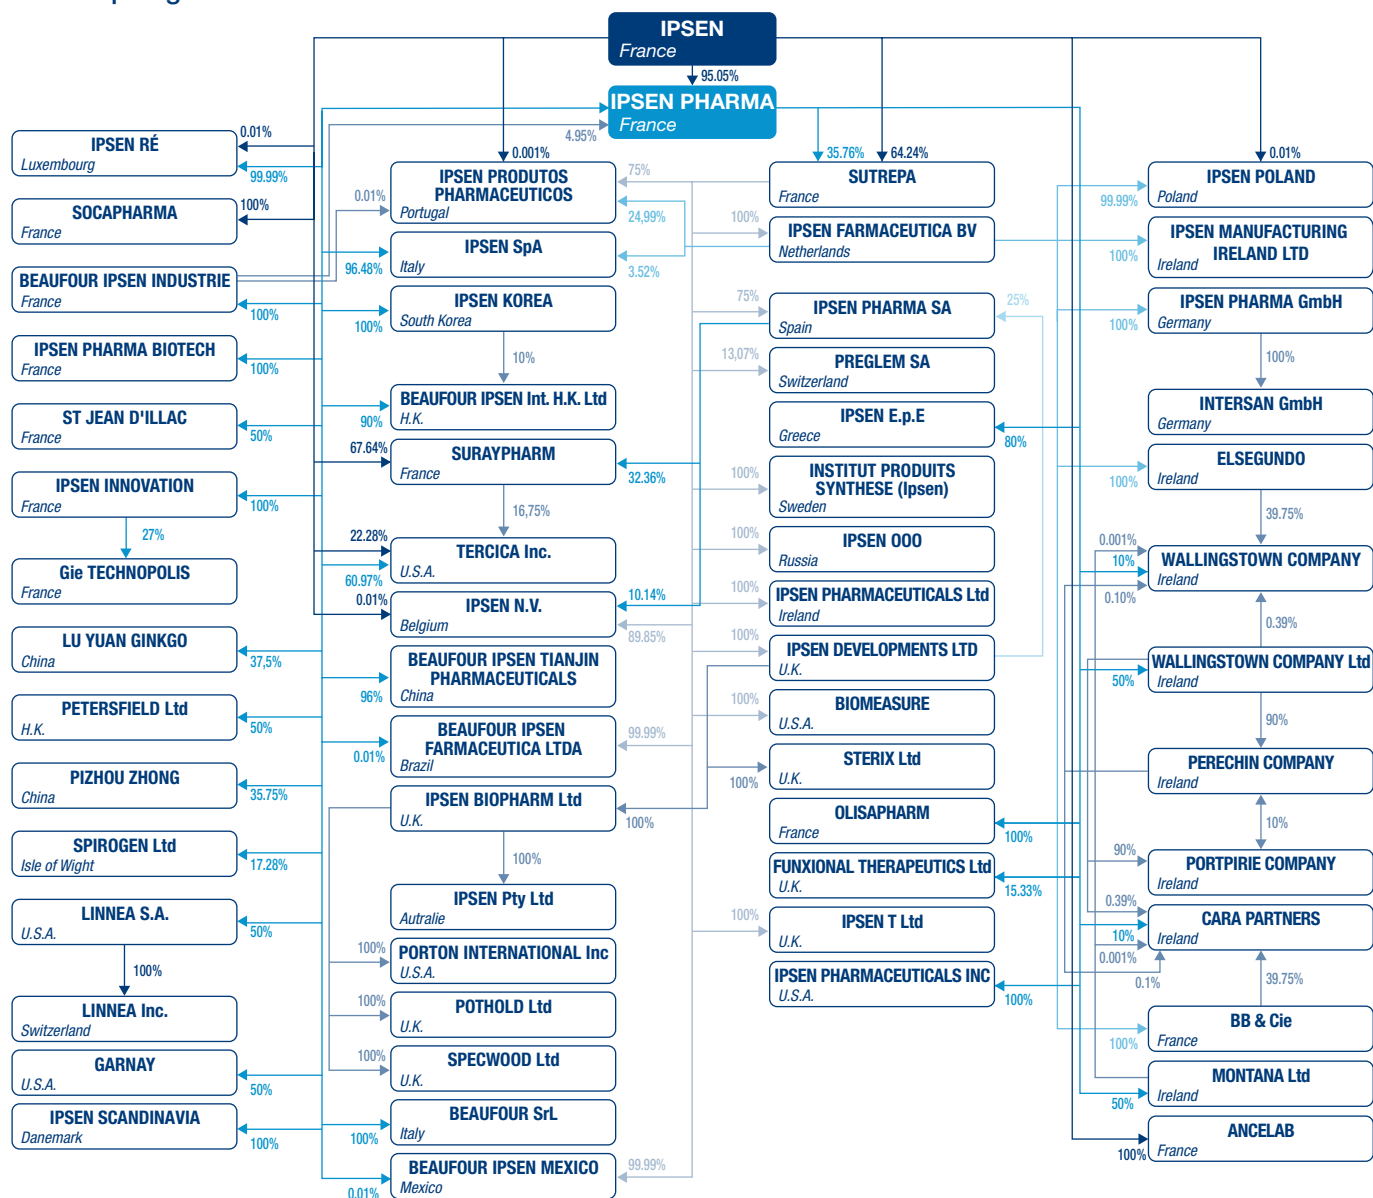 IPSEN
France
95.05%
IPSEN PHARMA
France
4.95%
0.01%
IPSEN RÉ
Luxembourg
99.99%
100%
SOCAPHARMA
France
BEAUFOUR IPSEN INDUSTRIE
France
100%
IPSEN PHARMA BIOTECH
France
100%
ST JEAN D'ILLAC
France
50%
IPSEN INNOVATION
France
100%
27%
Gie TECHNOPOLIS
France
LU YUAN GINKGO
China
37,5%
PETERSFIELD Ltd
H.K.
50%
PIZHOU ZHONG
China
35.75%
SPIROGEN Ltd
Isle of Wight
17.28%
LINNEA S.A.
U.S.A.
50%
100%
LINNEA Inc.
Switzerland
GARNAY
U.S.A.
50%
IPSEN SCANDINAVIA
Danemark
100%
0.001%
IPSEN PRODUTOS
PHARMACEUTICOS
Portugal
0.01%
75%
24,99%
IPSEN SpA
Italy
96.48%
3.52%
IPSEN KOREA
South Korea
100%
10%
BEAUFOUR IPSEN Int. H.K. Ltd
H.K.
90%
67.64%
SURAYPHARM
France
32.36%
16,75%
22.28%
TERCICA Inc.
U.S.A.
60.97%
0.01%
IPSEN N.V.
Belgium
10.14%
89.85%
BEAUFOUR IPSEN TIANJIN
PHARMACEUTICALS
China
96%
BEAUFOUR IPSEN
FARMACEUTICA LTDA
Brazil
0.01%
99.99%
IPSEN BIOPHARM Ltd
U.K.
100%
100%
IPSEN Pty Ltd
Autralie
100%
PORTON INTERNATIONAL Inc
U.S.A.
100%
POTHOLD Ltd
U.K.
100%
SPECWOOD Ltd
U.K.
BEAUFOUR SrL
Italy
100%
BEAUFOUR IPSEN MEXICO
Mexico
0.01%
99.99%
35.76%
64.24%
SUTREPA
France
100%
IPSEN FARMACEUTICA BV
Netherlands
75%
IPSEN PHARMA SA
Spain
25%
13,07%
PREGLEM SA
Switzerland
IPSEN E.p.E
Greece
80%
100%
INSTITUT PRODUITS
SYNTHESE (Ipsen)
Sweden
100%
IPSEN OOO
Russia
100%
IPSEN PHARMACEUTICALS Ltd
Ireland
100%
IPSEN DEVELOPMENTS LTD
U.K.
100%
BIOMEASURE
U.S.A.
STERIX Ltd
U.K.
100%
OLISAPHARM
France
100%
FUNXIONAL THERAPEUTICS Ltd
U.K.
15.33%
100%
IPSEN T Ltd
U.K.
IPSEN PHARMACEUTICALS INC
U.S.A.
100%
0.01%
IPSEN POLAND
Poland
99.99%
IPSEN MANUFACTURING
IRELAND LTD
Ireland
100%
IPSEN PHARMA GmbH
Germany
100%
100%
INTERSAN GmbH
Germany
ELSEGUNDO
Ireland
100%
39.75%
0.001%
WALLINGSTOWN COMPANY
Ireland
10%
0.10%
0.39%
WALLINGSTOWN COMPANY Ltd
Ireland
50%
90%
PERECHIN COMPANY
Ireland
10%
90%
PORTPIRIE COMPANY
Ireland
0.39%
CARA PARTNERS
Ireland
10%
0.001%
0.1%
39.75%
BB & Cie
France
100%
MONTANA Ltd
Ireland
50%
ANCELAB
France
100%